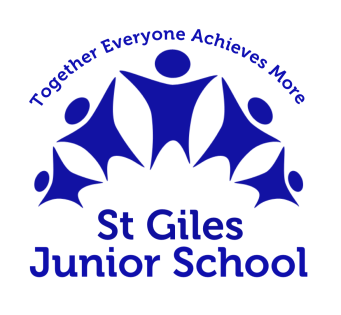 Together Everyone Achieves More
St Giles
Junior School